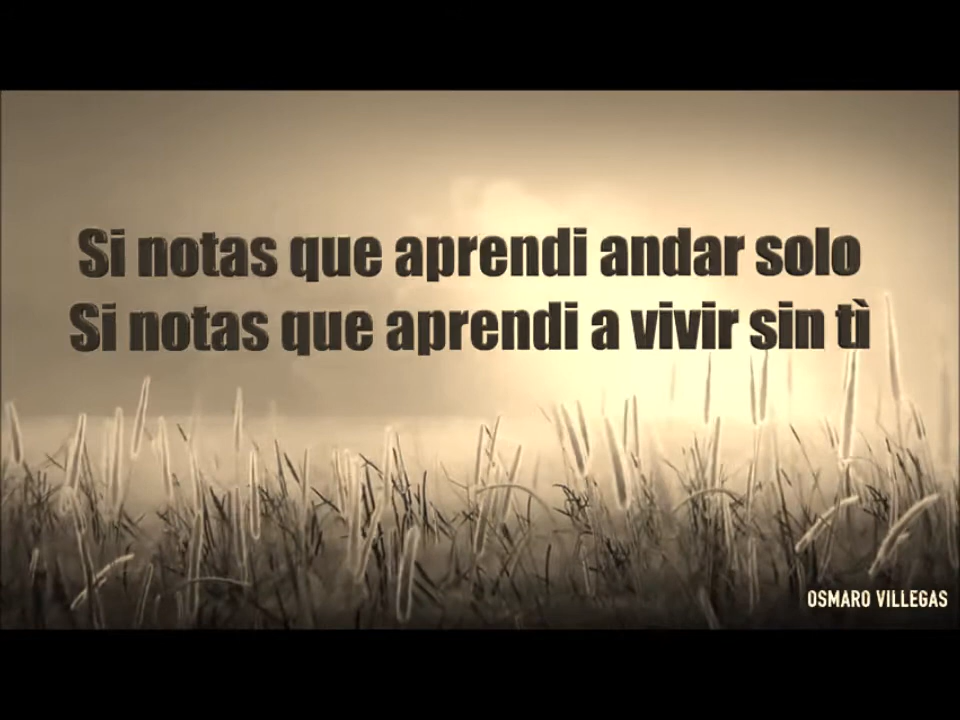 Si notas que aprendi andar solo
Si notas que aprendi a vivir sin tì
OSMARO VILLEGAS